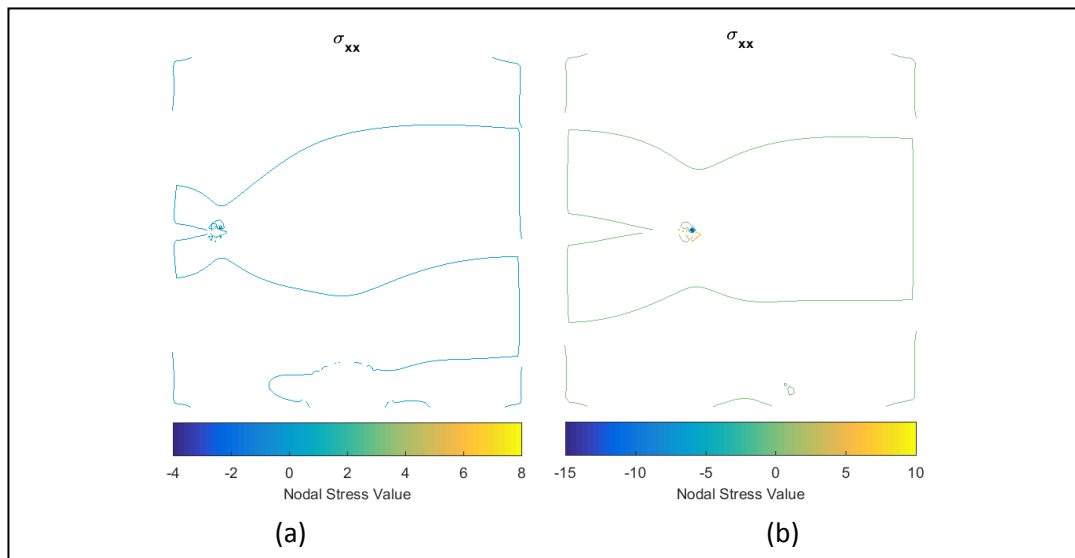 σxx
σxx
-4 -2 0 2 4 6 8
-15 -10 -5 0 5 10
Nodal Stress Value
Nodal Stress Value
(a)
(b)